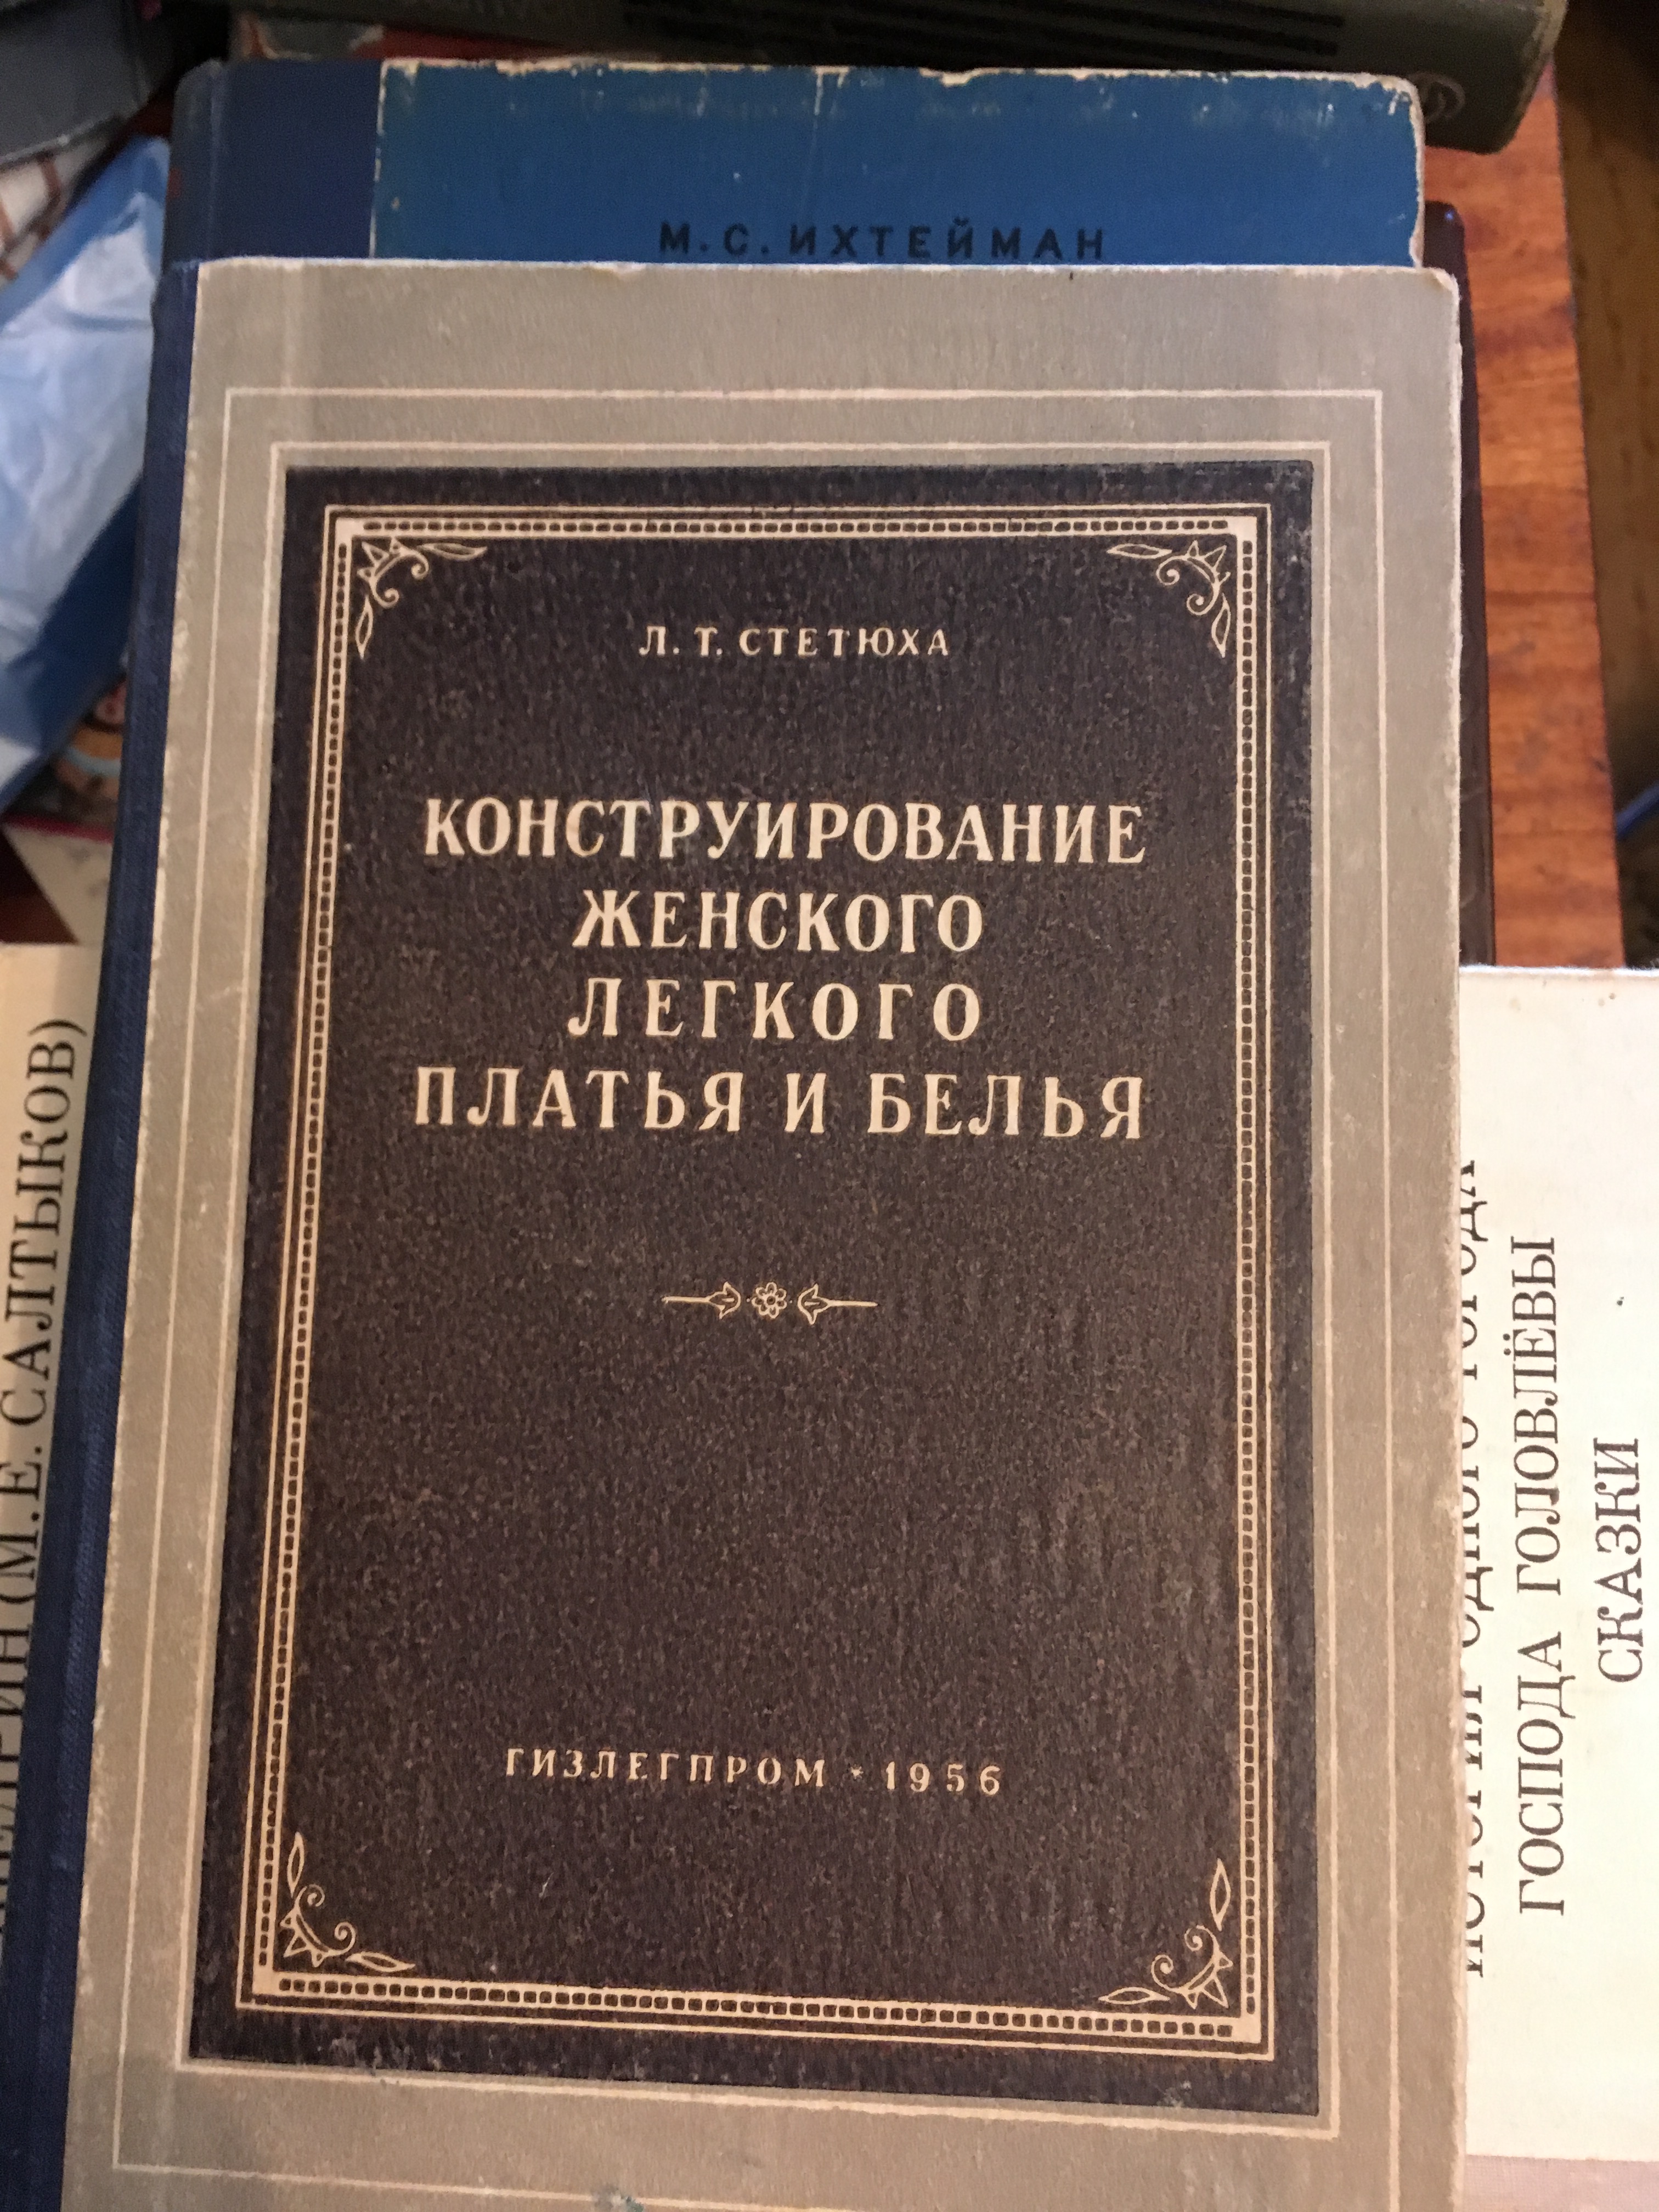 М. С. ИХТЕЙМАН
Л. Т. СТЕТЮХА
КОНСТРУИРОВАНИЕ
ЖЕНСКОГО
ЛЕГКОГО
ПЛАТЬЯ И БЕЛЬЯ
ГИЗЛЕГПРОМ * 1956
(М. Е. САЛТЫКОВ)
ГОСПОДА ГОЛОВЛЁВЫ
СКАЗКИ